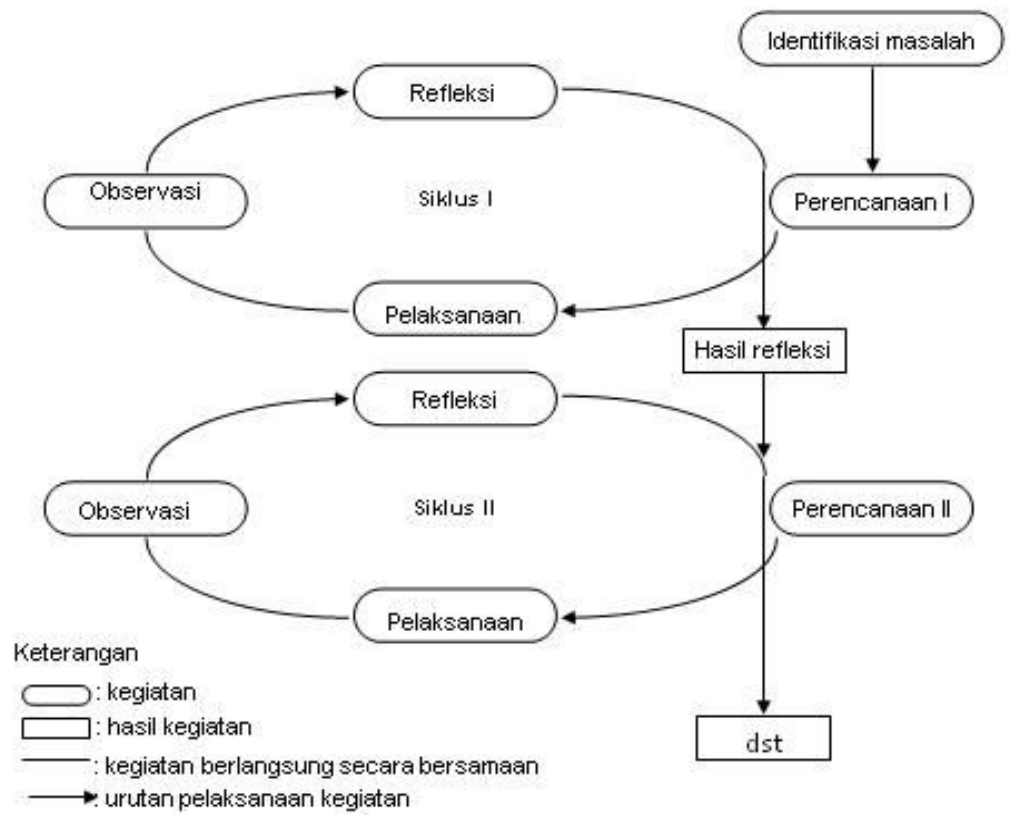 Identifikasi masalah
Refleksi
Observasi
Siklus I
Perencanaan I
Pelaksanaan
Hasil refleksi
Refleksi
Observasi
Siklus II
Perencanaan II
Pelaksanaan
Keterangan
: kegiatan
: hasil kegiatan
: kegiatan berlangsung secara bersamaan
: urutan pelaksanaan kegiatan
dst